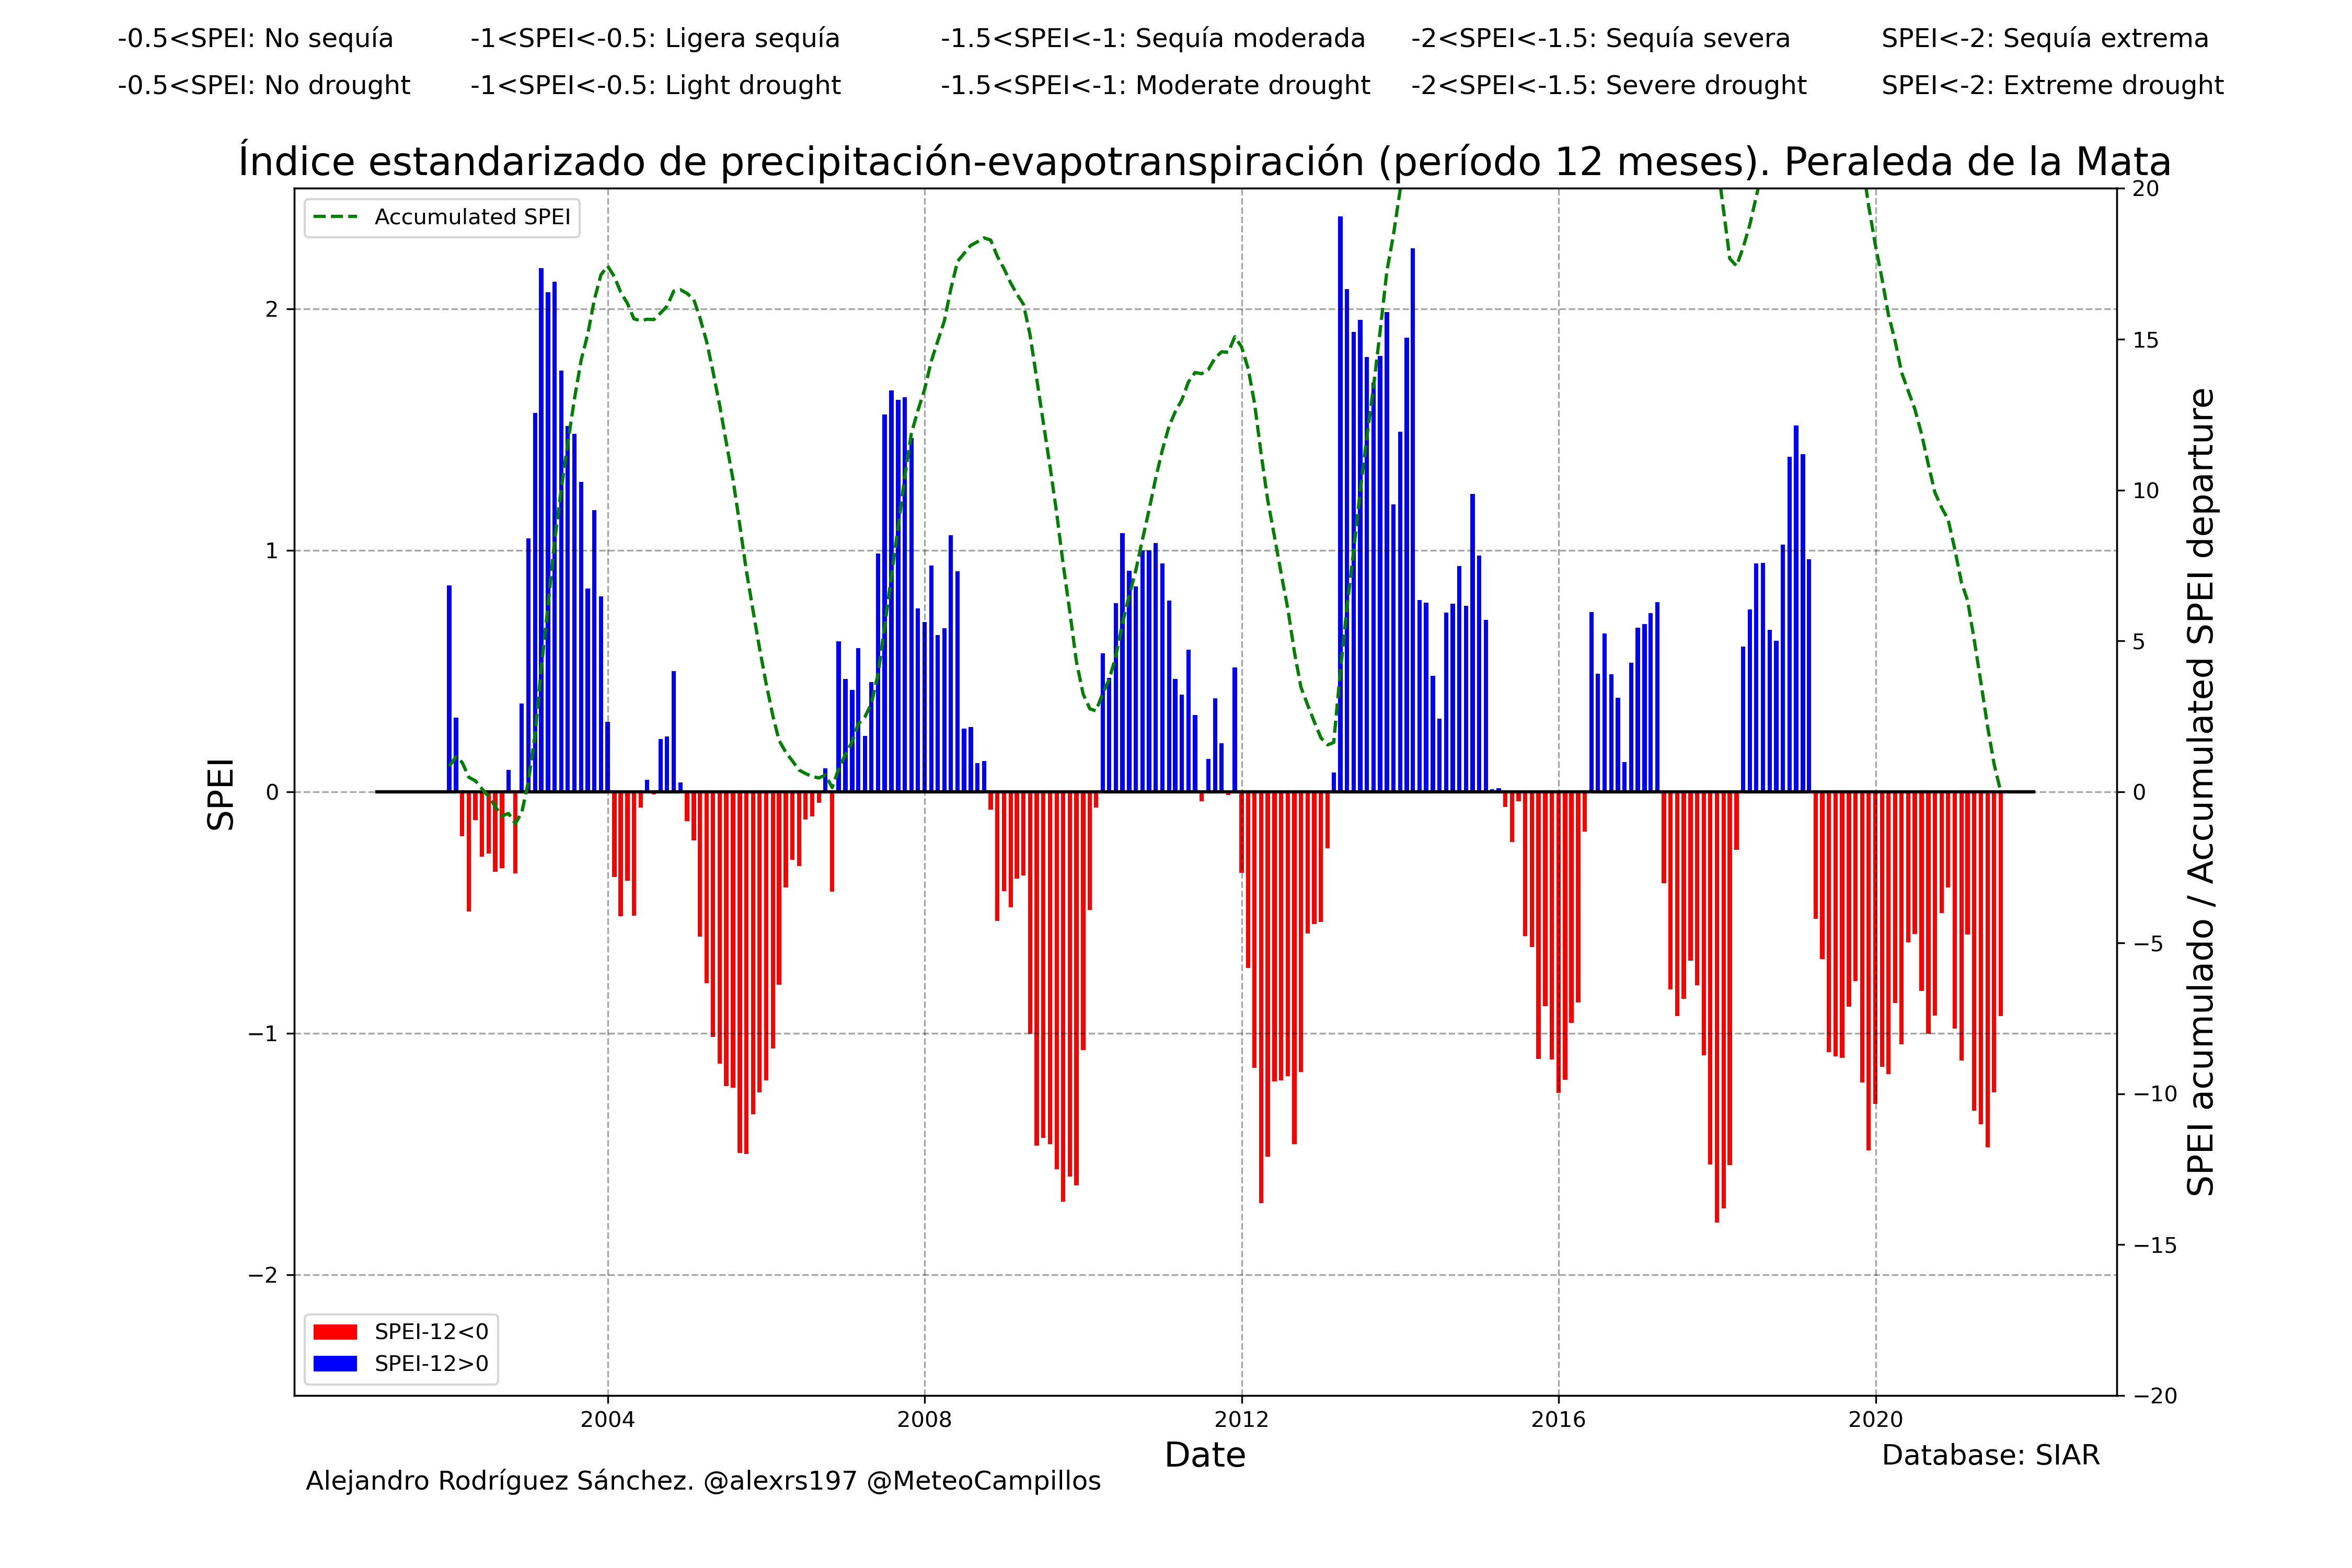 -0.5<SPEI: No sequía -1<SPEI<-0.5: Ligera sequía -1.5<SPEI<-1: Sequía moderada -2<SPEI<-1.5: Sequía severa SPEI<-2: Sequía extrema
-0.5<SPEI: No drought -1<SPEI<-0.5: Light drought -1.5<SPEI<-1: Moderate drought -2<SPEI<-1.5: Severe drought SPEI<-2: Extreme drought
Índice estandarizado de precipitación-evapotranspiración (período 12 meses). Peraleda de la Mata
Accumulated SPEI
SPEI
2
1
0
−1
−2
20
15
10
5
0
−5
−10
−15
−20
SPEI acumulado / Accumulated SPEI departure
SPEI-12<0
SPEI-12>0
2004 2008 2012 2016 2020
Date
Database: SIAR
Alejandro Rodríguez Sánchez. @alexrs197 @MeteoCampillos